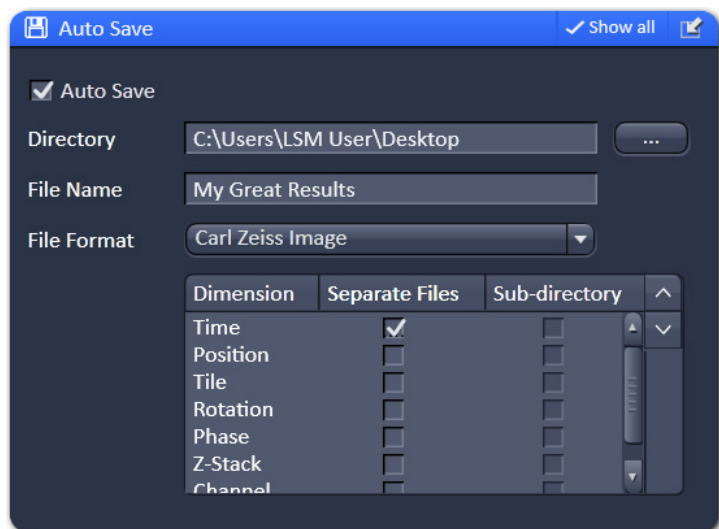 Auto Save Show all
Auto Save
Directory C:\Users\LSM User\Desktop ...
File Name My Great Results
File Format Carl Zeiss Image
Dimension Separate Files Sub-directory
Time
Position
Tile
Rotation
Phase
Z-Stack
Channel